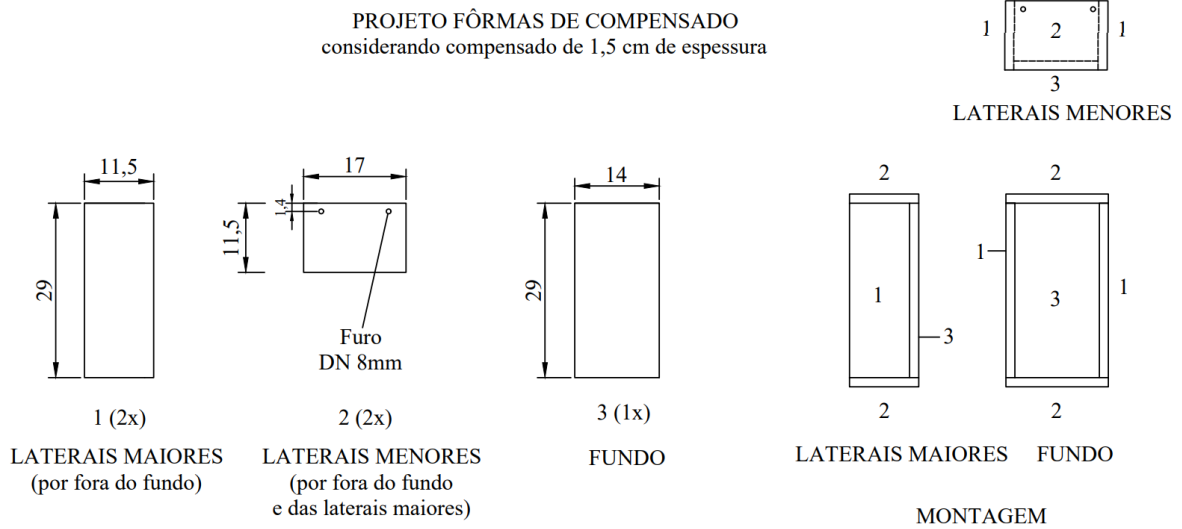 PROJETO FÔRMAS DE COMPENSADO
considerando compensado de 1,5 cm de espessura
1
2
1
3
LATERAIS MENORES
11,5
29
1 (2x)
LATERAIS MAIORES
(por fora do fundo)
17
1,4
11,5
Furo
DN 8mm
2 (2x)
LATERAIS MENORES
(por fora do fundo
e das laterais maiores)
14
29
3 (1x)
FUNDO
2
1
3
2
LATERAIS MAIORES
2
1
3
1
2
FUNDO
MONTAGEM